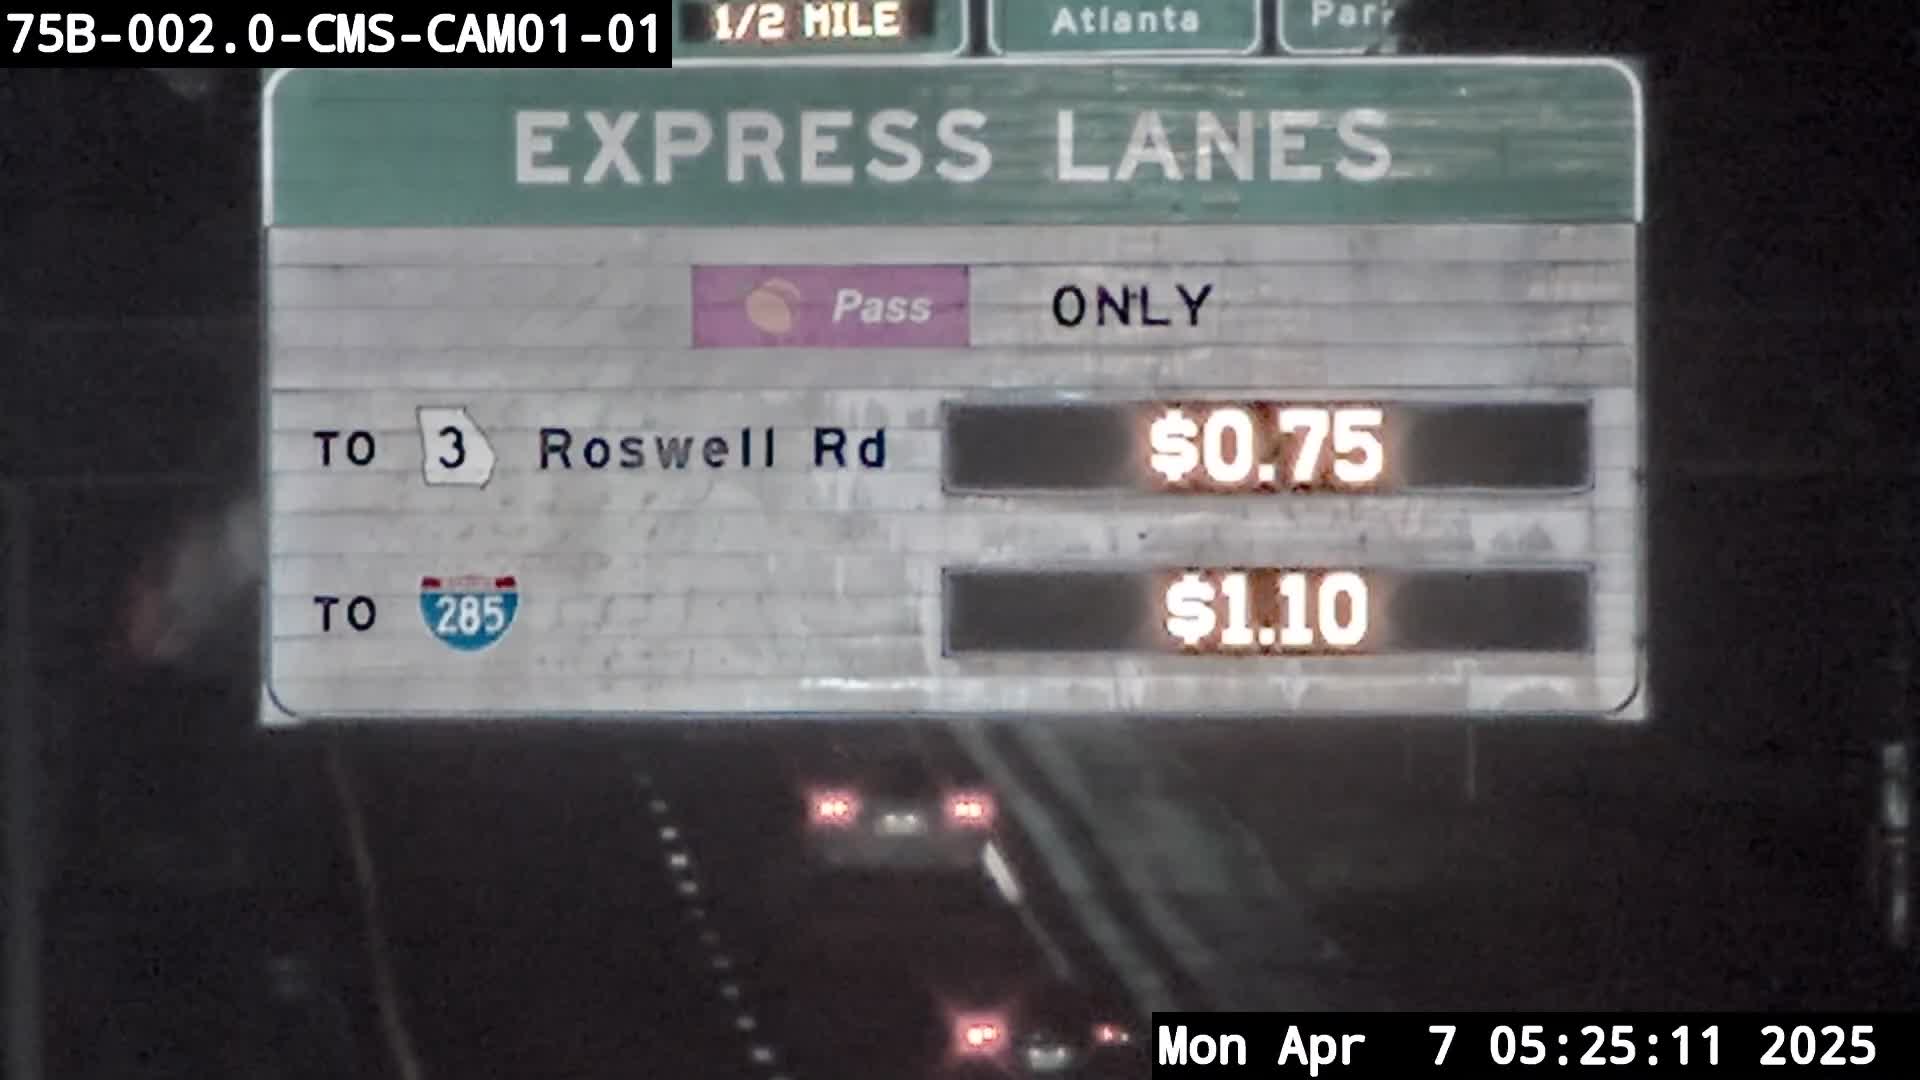 75B-002.0-CMS-CAM01-01
1/2 MILE
Atlanta
EXPRESS LANES
Pass ONLY
TO 3 Roswell Rd $0.75
TO 285 $1.10
Mon Apr 7 05:25:11 2025